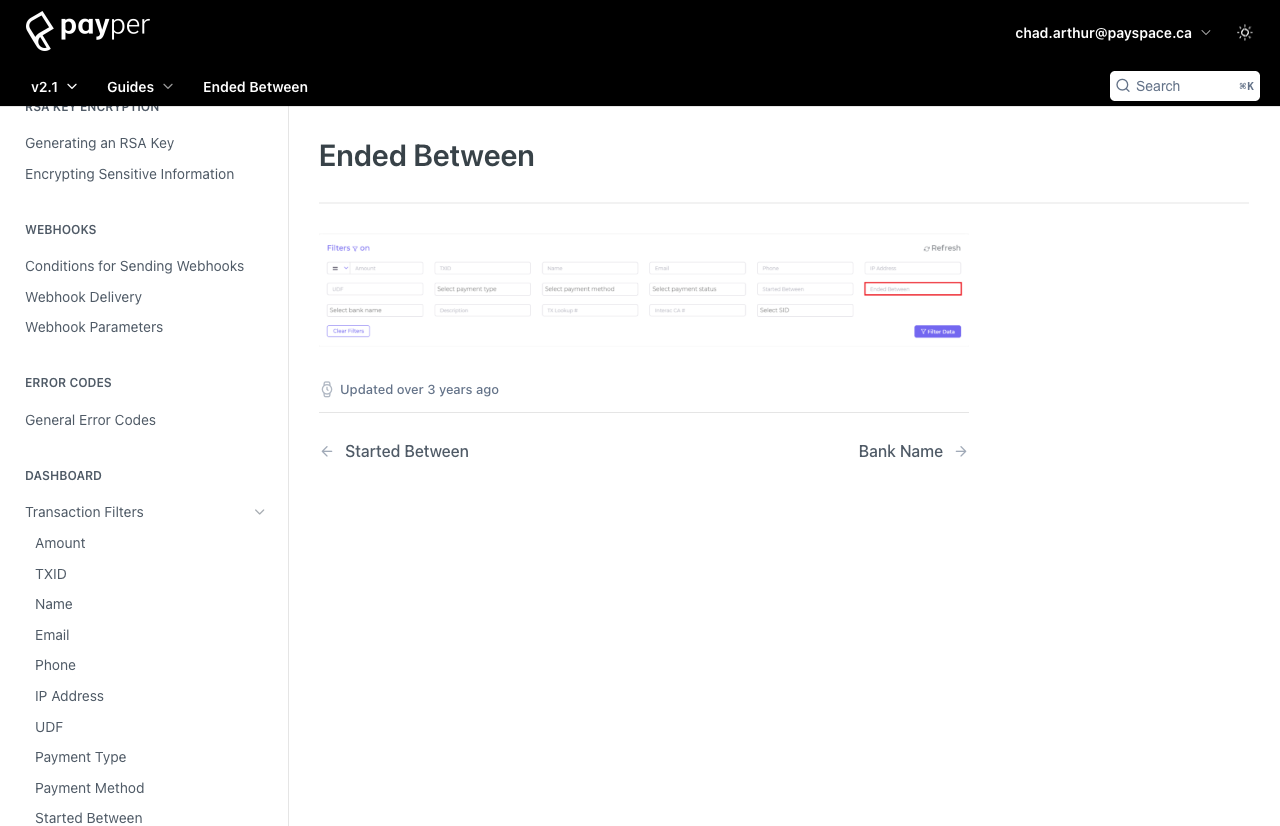 payper
chad.arthur@payspace.ca
v2.1
Guides
Ended Between
Search
⌘K
RSA KEY ENCRYPTION
Generating an RSA Key
Encrypting Sensitive Information
WEBHOOKS
Conditions for Sending Webhooks
Webhook Delivery
Webhook Parameters
ERROR CODES
General Error Codes
DASHBOARD
Transaction Filters
Amount
TXID
Name
Email
Phone
IP Address
UDF
Payment Type
Payment Method
Started Between
Ended Between
Filters on
Refresh
Amount
TXID
Name
Email
Phone
IP Address
UDF
Select payment type
Select payment method
Select payment status
Started Between
Ended Between
Select bank name
Description
TX Lookup #
Interac CA #
Select SIO
Clear Filters
Filter Data
Updated over 3 years ago
Started Between
Bank Name